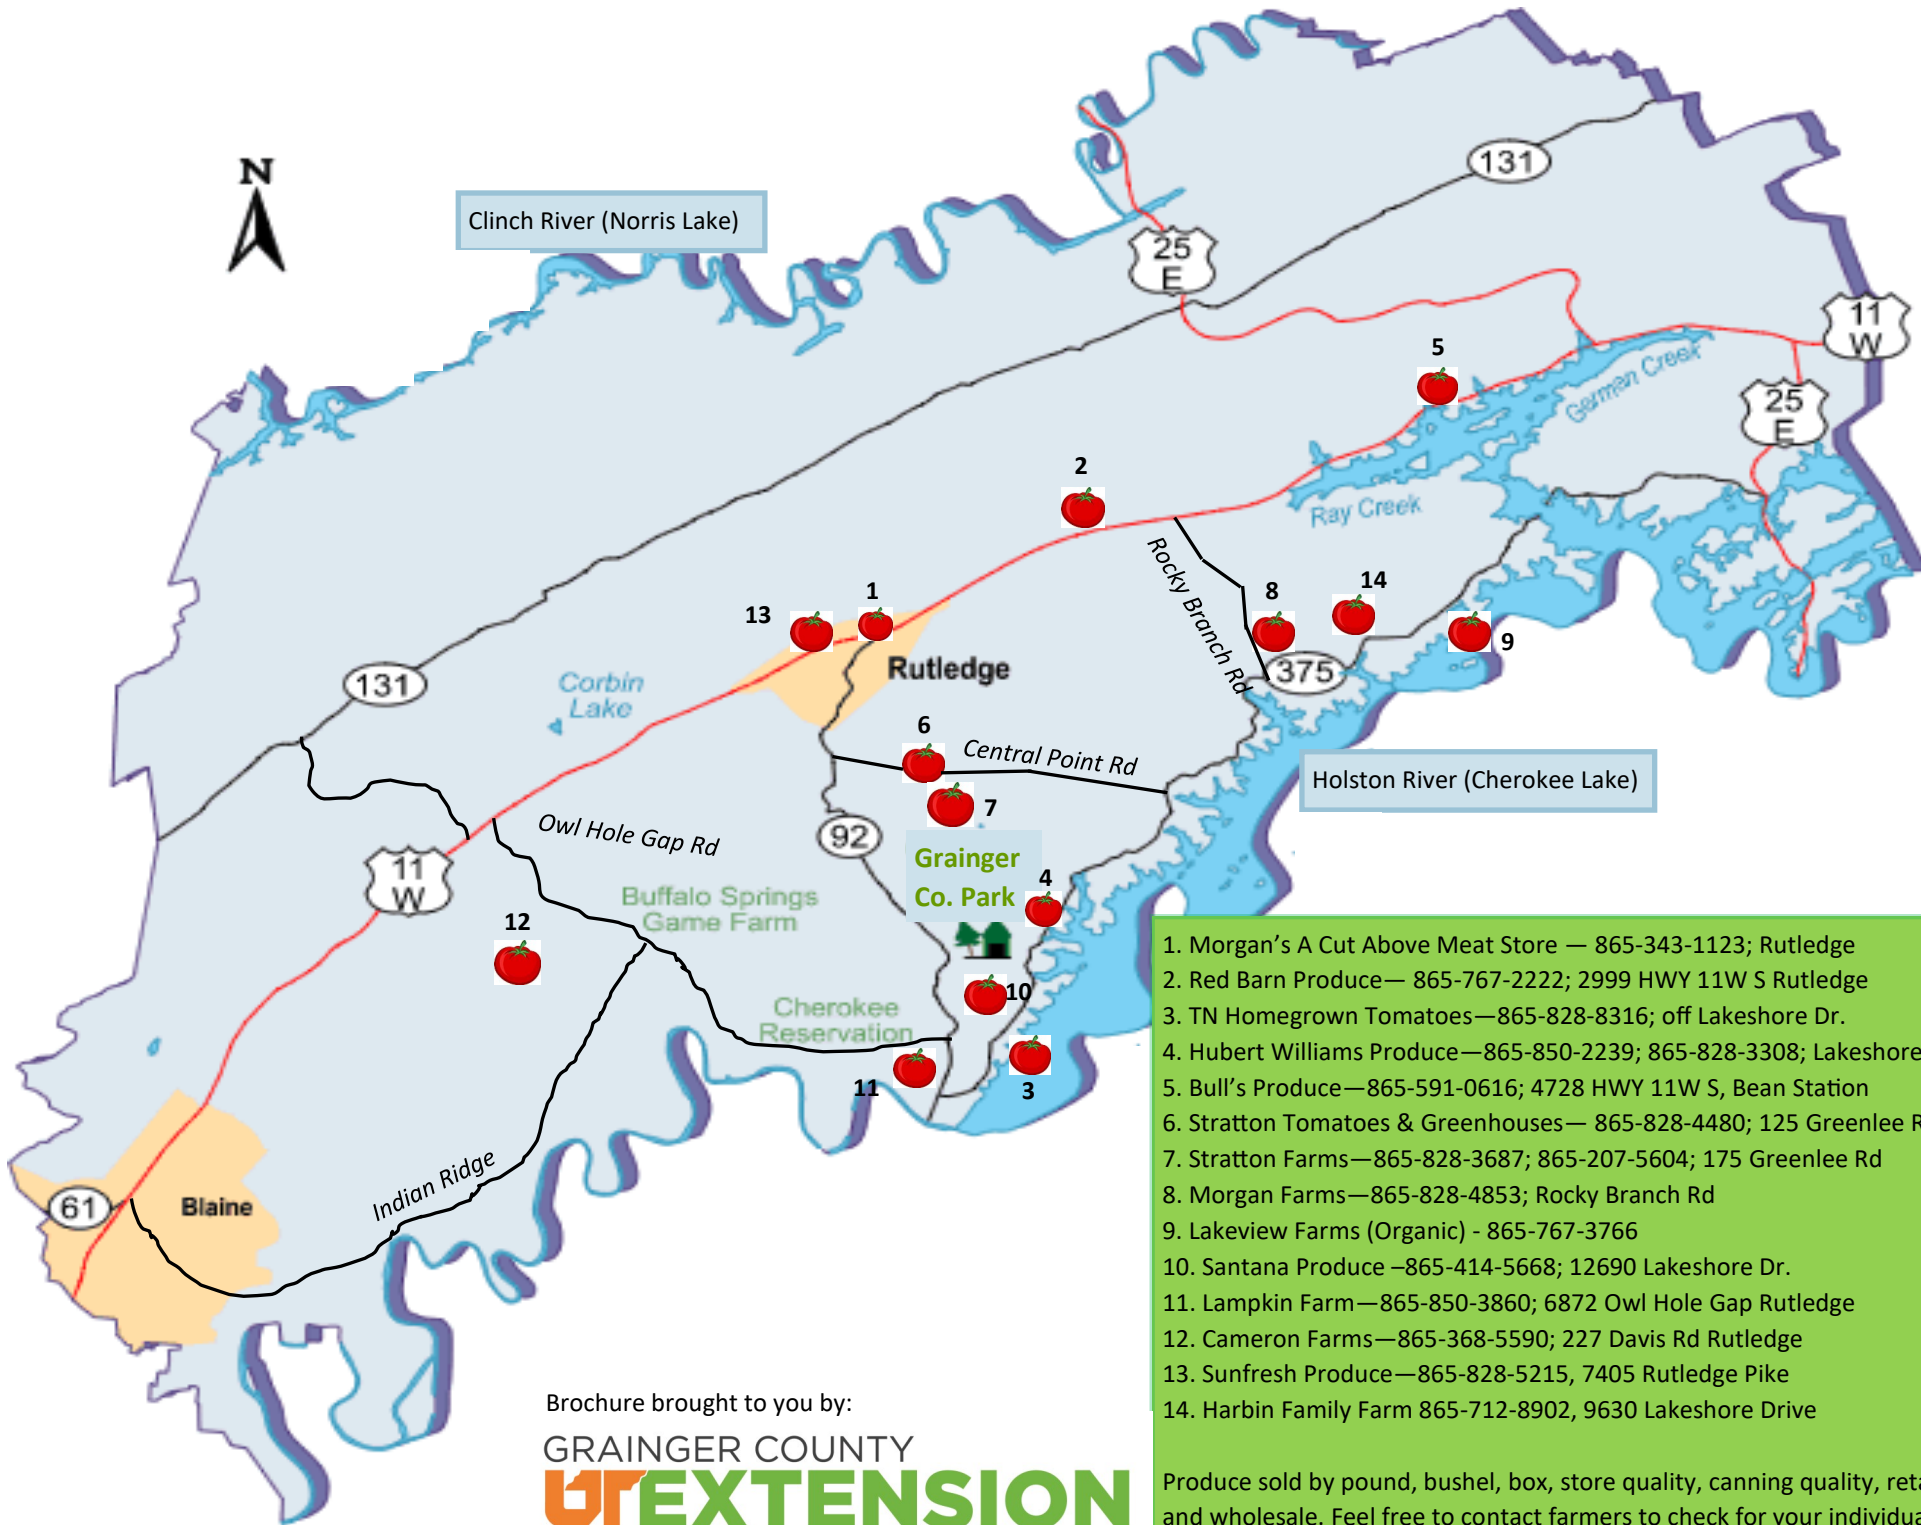 N
Clinch River (Norris Lake)
131
25
E
11
W
5
German Creek
25
E
2
Ray Creek
Rocky Branch Rd
1
13
8
14
9
Rutledge
375
131
Corbin
Lake
6
Central Point Rd
Holston River (Cherokee Lake)
7
92
Owl Hole Gap Rd
11
W
Grainger
Co. Park
4
Buffalo Springs
Game Farm
12
10
Cherokee
Reservation
11
3
Indian Ridge
61
Blaine
1. Morgan’s A Cut Above Meat Store — 865-343-1123; Rutledge
2. Red Barn Produce— 865-767-2222; 2999 HWY 11W S Rutledge
3. TN Homegrown Tomatoes—865-828-8316; off Lakeshore Dr.
4. Hubert Williams Produce—865-850-2239; 865-828-3308; Lakeshore
5. Bull’s Produce—865-591-0616; 4728 HWY 11W S, Bean Station
6. Stratton Tomatoes & Greenhouses— 865-828-4480; 125 Greenlee R
7. Stratton Farms—865-828-3687; 865-207-5604; 175 Greenlee Rd
8. Morgan Farms—865-828-4853; Rocky Branch Rd
9. Lakeview Farms (Organic) - 865-767-3766
10. Santana Produce –865-414-5668; 12690 Lakeshore Dr.
11. Lampkin Farm—865-850-3860; 6872 Owl Hole Gap Rutledge
12. Cameron Farms—865-368-5590; 227 Davis Rd Rutledge
13. Sunfresh Produce—865-828-5215, 7405 Rutledge Pike
14. Harbin Family Farm 865-712-8902, 9630 Lakeshore Drive
Produce sold by pound, bushel, box, store quality, canning quality, reta
and wholesale. Feel free to contact farmers to check for your individua
Brochure brought to you by:
GRAINGER COUNTY
UT EXTENSION